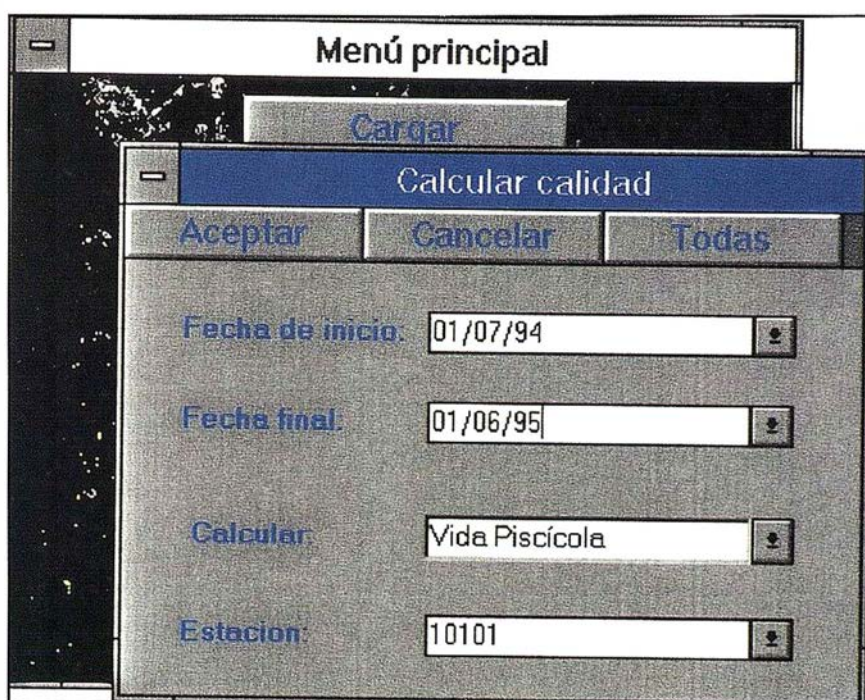 Menú principal
Cargar
Calcular calidad
Aceptar Cancelar Todas
Fecha de inicio: 01/07/94
Fecha final: 01/06/95
Calcular: Vida Piscícola
Estacion: 10101